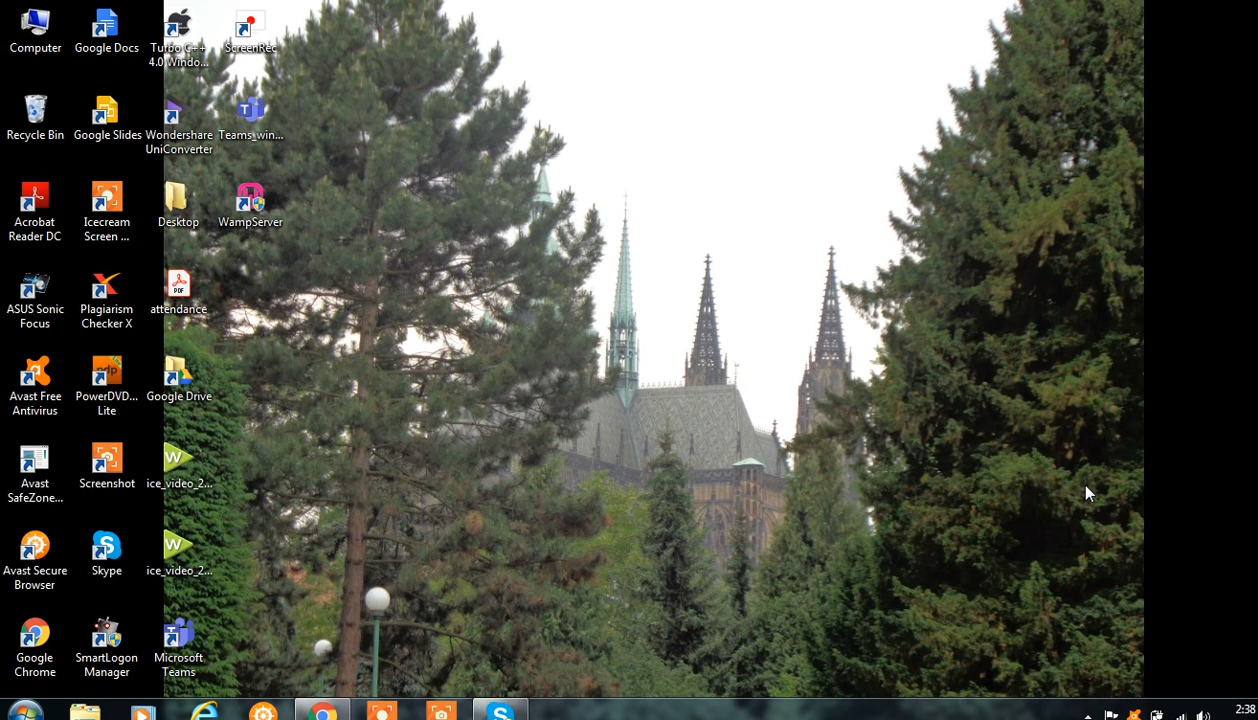 Computer
Google Docs
Turbo C++
4.0 Windo...
ScreenRec
Recycle Bin
Google Slides
Wondershare
UniConverter
Teams_win...
Acrobat
Reader DC
Icecream
Screen ...
Desktop
WampServer
ASUS Sonic
Focus
Plagiarism
Checker X
attendance
Avast Free
Antivirus
PowerDVD...
Lite
Google Drive
Avast
SafeZone...
Screenshot
ice_video_2...
Avast Secure
Browser
Skype
ice_video_2...
Google
Chrome
SmartLogon
Manager
Microsoft
Teams
2:38